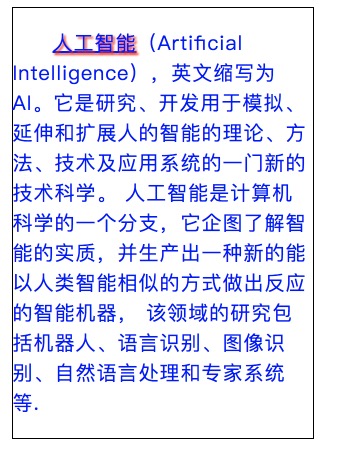 人工智能（Artificial
Intelligence），英文缩写为
AI。它是研究、开发用于模拟、
延伸和扩展人的智能的理论、方
法、技术及应用系统的一门新的
技术科学。 人工智能是计算机
科学的一个分支，它企图了解智
能的实质，并生产出一种新的能
以人类智能相似的方式做出反应
的智能机器， 该领域的研究包
括机器人、语言识别、图像识
别、自然语言处理和专家系统
等.